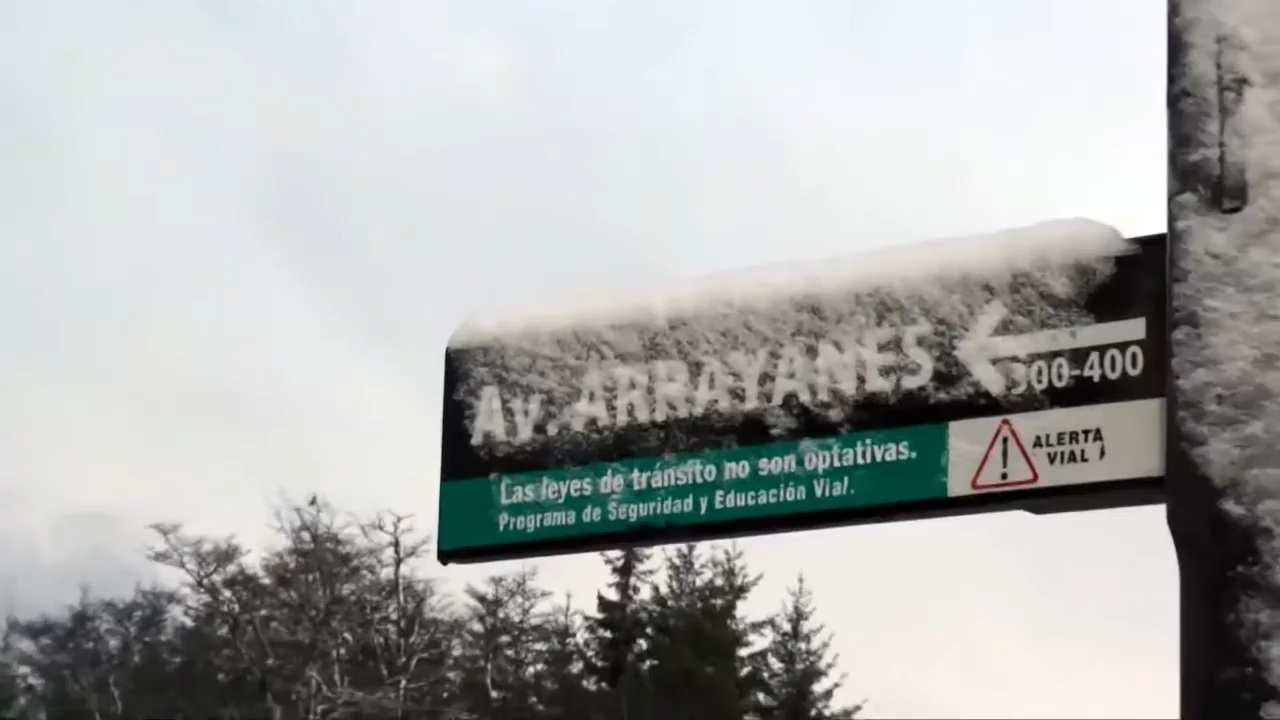 Av. ARRAYANES
00-400
Las leyes de tránsito no son optativas.
Programa de Seguridad y Educación Vial.
ALERTA
VIAL